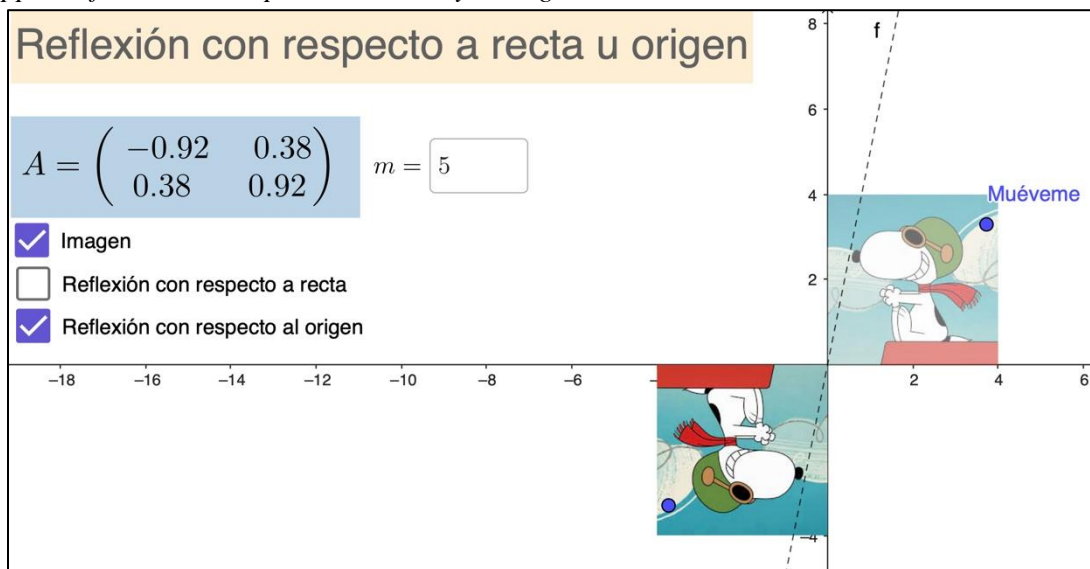 Reflexión con respecto a recta u origen
A = ( −0.92 0.38
0.38 0.92 ) m = 5
Imagen
Reflexión con respecto a recta
Reflexión con respecto al origen
f
Muéveme
8
6
4
2
−4
−18 −16 −14 −12 −10 −8 −6 2 4 6